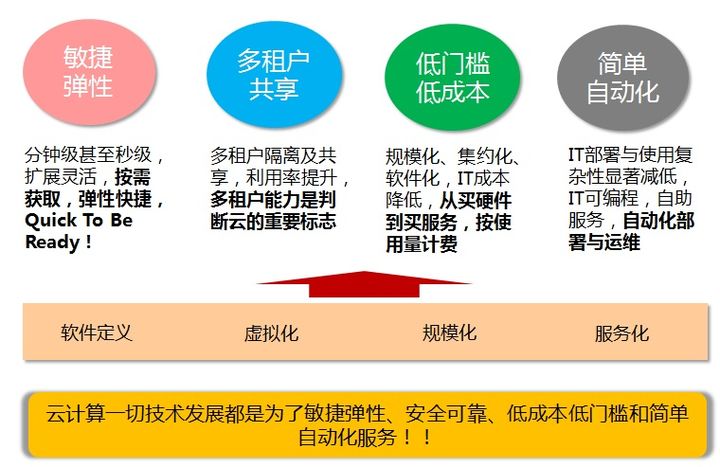 敏捷
弹性
多租户
共享
低门槛
低成本
简单
自动化
分钟级甚至秒级，
扩展灵活，按需
获取，弹性快捷，
Quick To Be
Ready！
多租户隔离及共
享，利用率提升，
多租户能力是判
断云的重要标志
规模化、集约化、
软件化，IT成本
降低，从买硬件
到买服务，按使
用量计费
IT部署与使用复
杂性显著减低，
IT可编程，自助
服务，自动化部
署与运维
软件定义
虚拟化
规模化
服务化
云计算一切技术发展都是为了敏捷弹性、安全可靠、低成本低门槛和简单
自动化服务！！